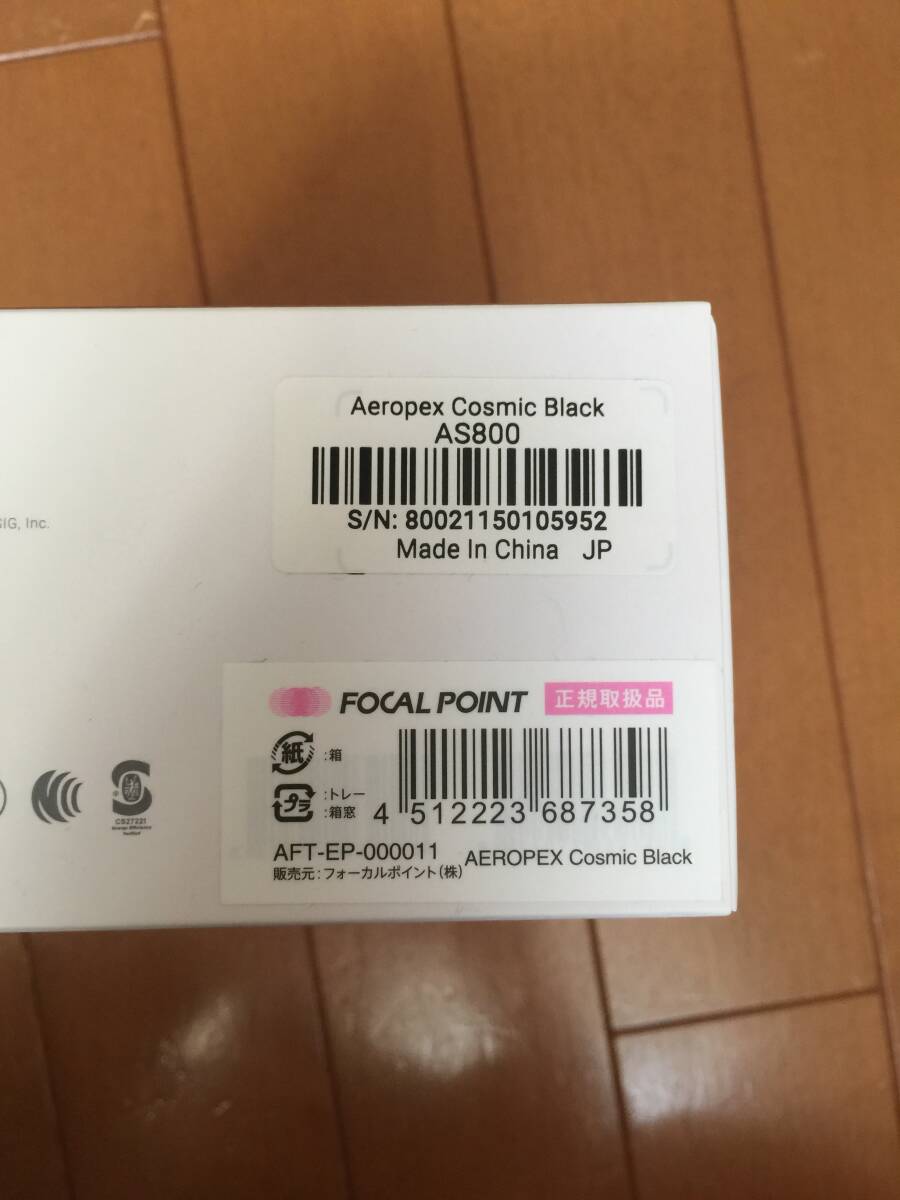 Aeropex Cosmic Black
AS800
S/N: 80021150105952
Made In China JP
SIG, Inc.
FOCAL POINT 正規取扱品
紙 :箱
プラ :トレー
:箱窓
4 512223 687358
AFT-EP-000011 AEROPEX Cosmic Black
販売元:フォーカルポイント(株)
CS27221